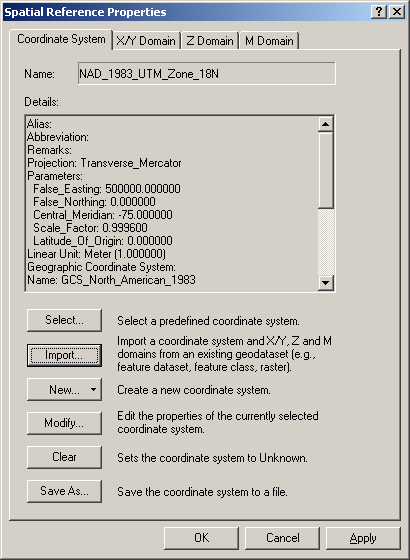 Spatial Reference Properties
Coordinate System X/Y Domain Z Domain M Domain
Name: NAD_1983_UTM_Zone_18N
Details:
Alias:
Abbreviation:
Remarks:
Projection: Transverse_Mercator
Parameters:
False_Easting: 500000.000000
False_Northing: 0.000000
Central_Meridian: -75.000000
Scale_Factor: 0.999600
Latitude_Of_Origin: 0.000000
Linear Unit: Meter (1.000000)
Geographic Coordinate System:
Name: GCS_North_American_1983
Select... Select a predefined coordinate system.
Import a coordinate system and X/Y, Z and M
Import... domains from an existing geodataset (e.g.,
feature dataset, feature class, raster).
New... Create a new coordinate system.
Modify... Edit the properties of the currently selected
coordinate system.
Clear Sets the coordinate system to Unknown.
Save As... Save the coordinate system to a file.
OK Cancel Apply